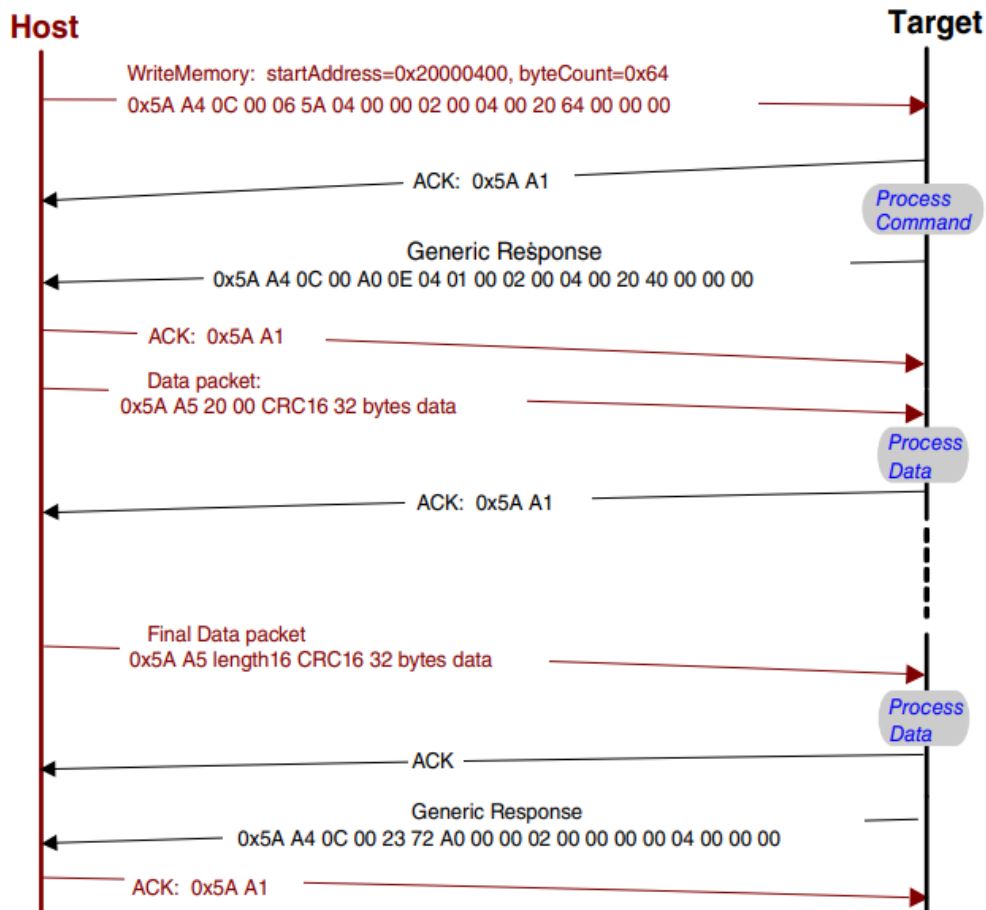 Host
Target
WriteMemory: startAddress=0x20000400, byteCount=0x64
0x5A A4 0C 00 06 5A 04 00 00 02 00 04 00 20 64 00 00 00
ACK: 0x5A A1
Process
Command
Generic Response
0x5A A4 0C 00 A0 0E 04 01 00 02 00 04 00 20 40 00 00 00
ACK: 0x5A A1
Data packet:
0x5A A5 20 00 CRC16 32 bytes data
Process
Data
ACK: 0x5A A1
Final Data packet
0x5A A5 length16 CRC16 32 bytes data
Process
Data
ACK
Generic Response
0x5A A4 0C 00 23 72 A0 00 00 02 00 00 00 00 04 00 00 00
ACK: 0x5A A1